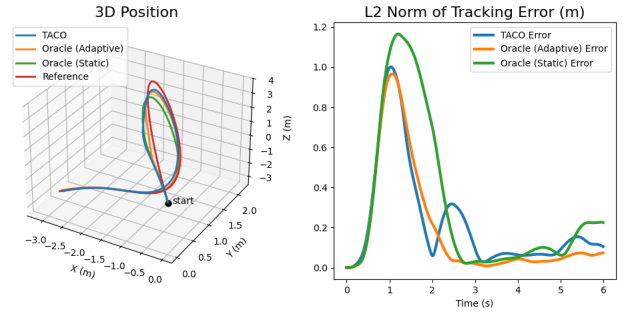 3D Position
TACO
Oracle (Adaptive)
Oracle (Static)
Reference
start
4
3
2
1
0
−1
−2
−3
Z (m)
−3.0
−2.5
−2.0
−1.5
−1.0
−0.5
0.0
X (m)
0.0
0.5
1.0
1.5
2.0
Y (m)
L2 Norm of Tracking Error (m)
TACO Error
Oracle (Adaptive) Error
Oracle (Static) Error
1.2
1.0
0.8
0.6
0.4
0.2
0.0
0
1
2
3
4
5
6
Time (s)